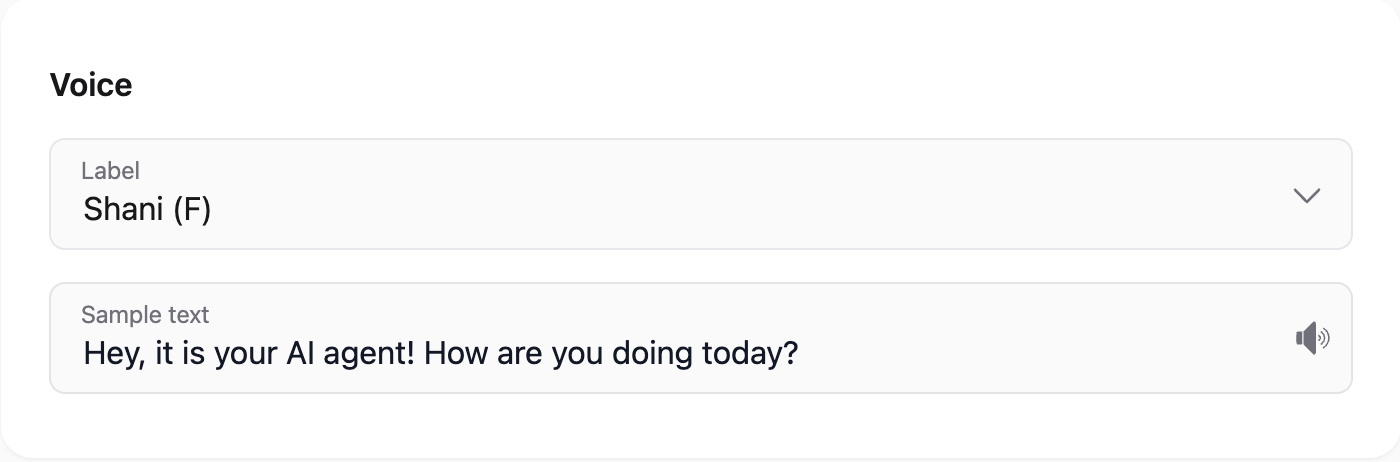 Voice
Label
Shani (F)
Sample text
Hey, it is your AI agent! How are you doing today?